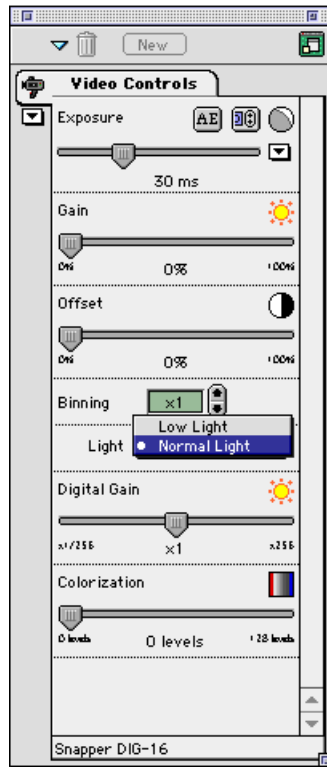 New
Video Controls
Exposure AE
30 ms
Gain
0% 0% 100%
Offset
0% 0% 100%
Binning x1
Low Light
Light Normal Light
Digital Gain
x1/256 x1 x256
Colorization
0 levels 0 levels 128 levels
Snapper DIG-16